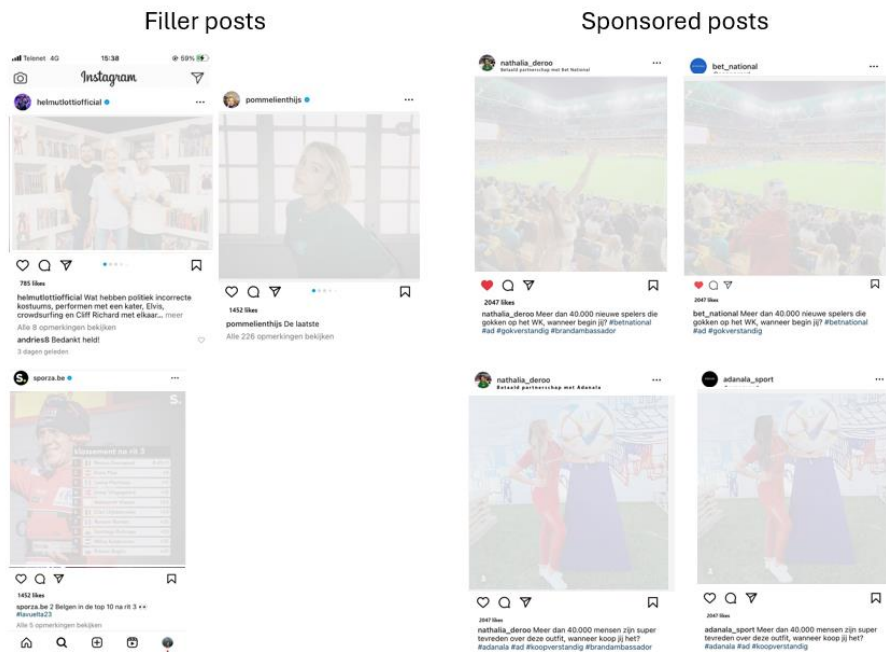 Filler posts
Sponsored posts
Telenet 4G 15:38 59%
Instagram
helmutlottiofficial
785 likes
helmutlottiofficial Wat hebben politiek incorrecte
kostuums, performen met een kater, Elvis,
crowdsurfing en Cliff Richard met elkaar... meer
Alle 8 opmerkingen bekijken
andries8 Bedankt held!
3 dagen geleden
pommelienthijs
1452 likes
pommelienthijs De laatste
Alle 226 opmerkingen bekijken
S.
sporza.be
S.
klassement na rit 3
1452 likes
sporza.be 2 Belgen in de top 10 na rit 3 👀
#lavuelta23
Alle 5 opmerkingen bekijken
nathalia_deroo
Betaald partnerschap met Bet National
2047 likes
nathalia_deroo Meer dan 40.000 nieuwe spelers die
gokken op het WK, wanneer begin jij? #betnational
#ad #gokverstandig #brandambassador
bet_national
2047 likes
bet_national Meer dan 40.000 nieuwe spelers die
gokken op het WK, wanneer begin jij? #betnational
#ad #gokverstandig
nathalia_deroo
Betaald partnerschap met Adanala
2047 likes
nathalia_deroo Meer dan 40.000 mensen zijn super
tevreden over deze outfit, wanneer koop jij het?
#adanala #ad #koopverstandig #brandambassador
adanala_sport
2047 likes
adanala_sport Meer dan 40.000 mensen zijn super
tevreden over deze outfit, wanneer koop jij het?
#adanala #ad #koopverstandig